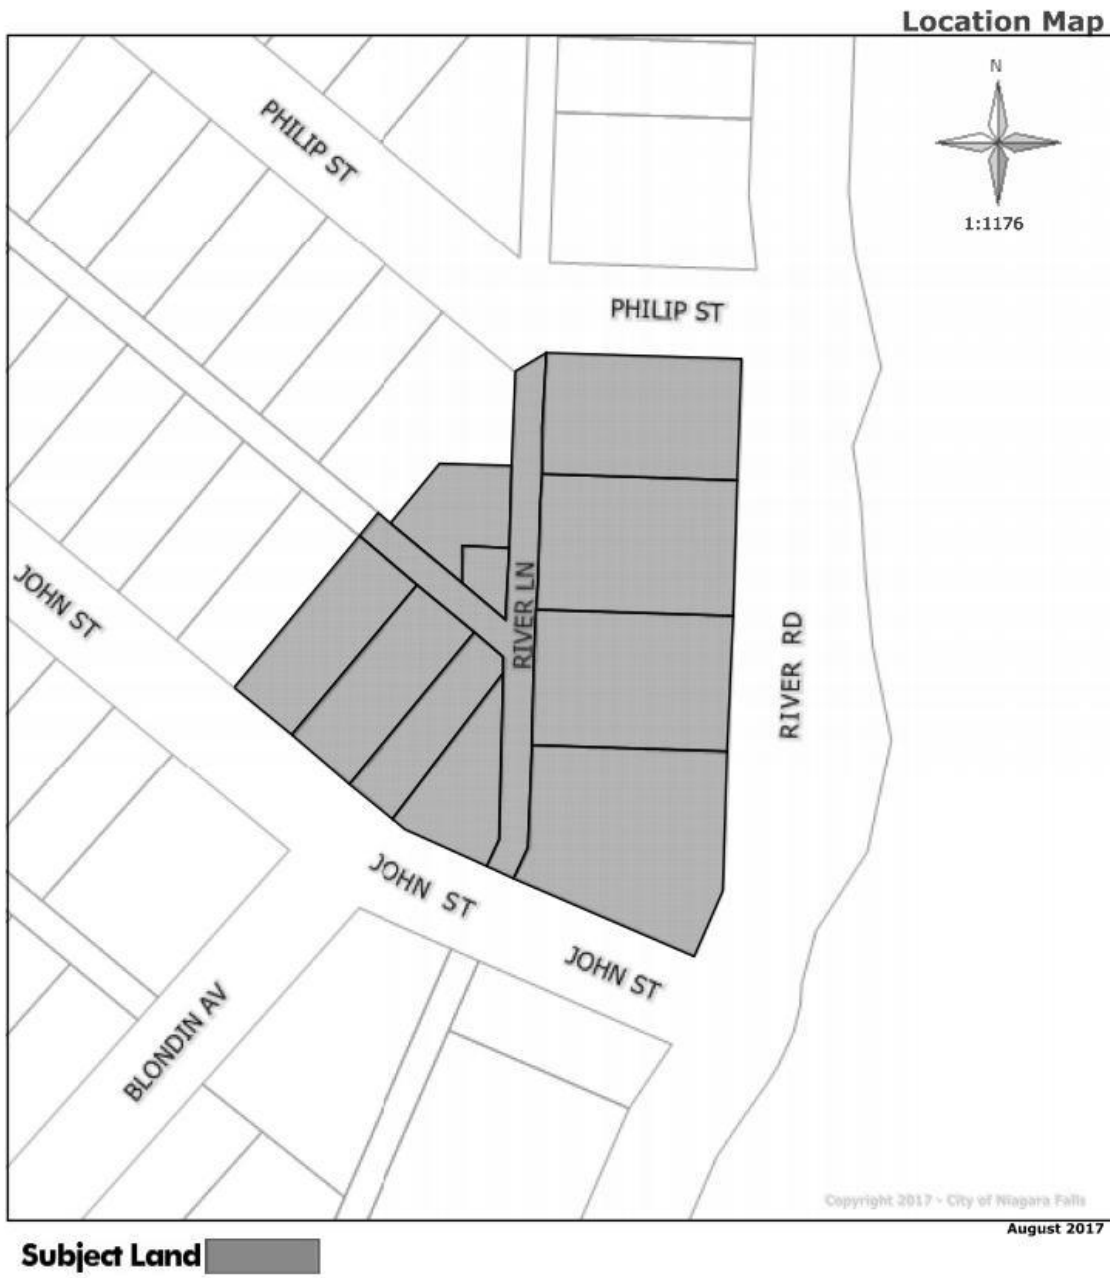 Location Map
N
1:1176
PHILIP ST
PHILIP ST
RIVER LN
JOHN ST
RIVER RD
JOHN ST
JOHN ST
BLONDIN AV
Copyright 2017 - City of Niagara Falls
August 2017
Subject Land